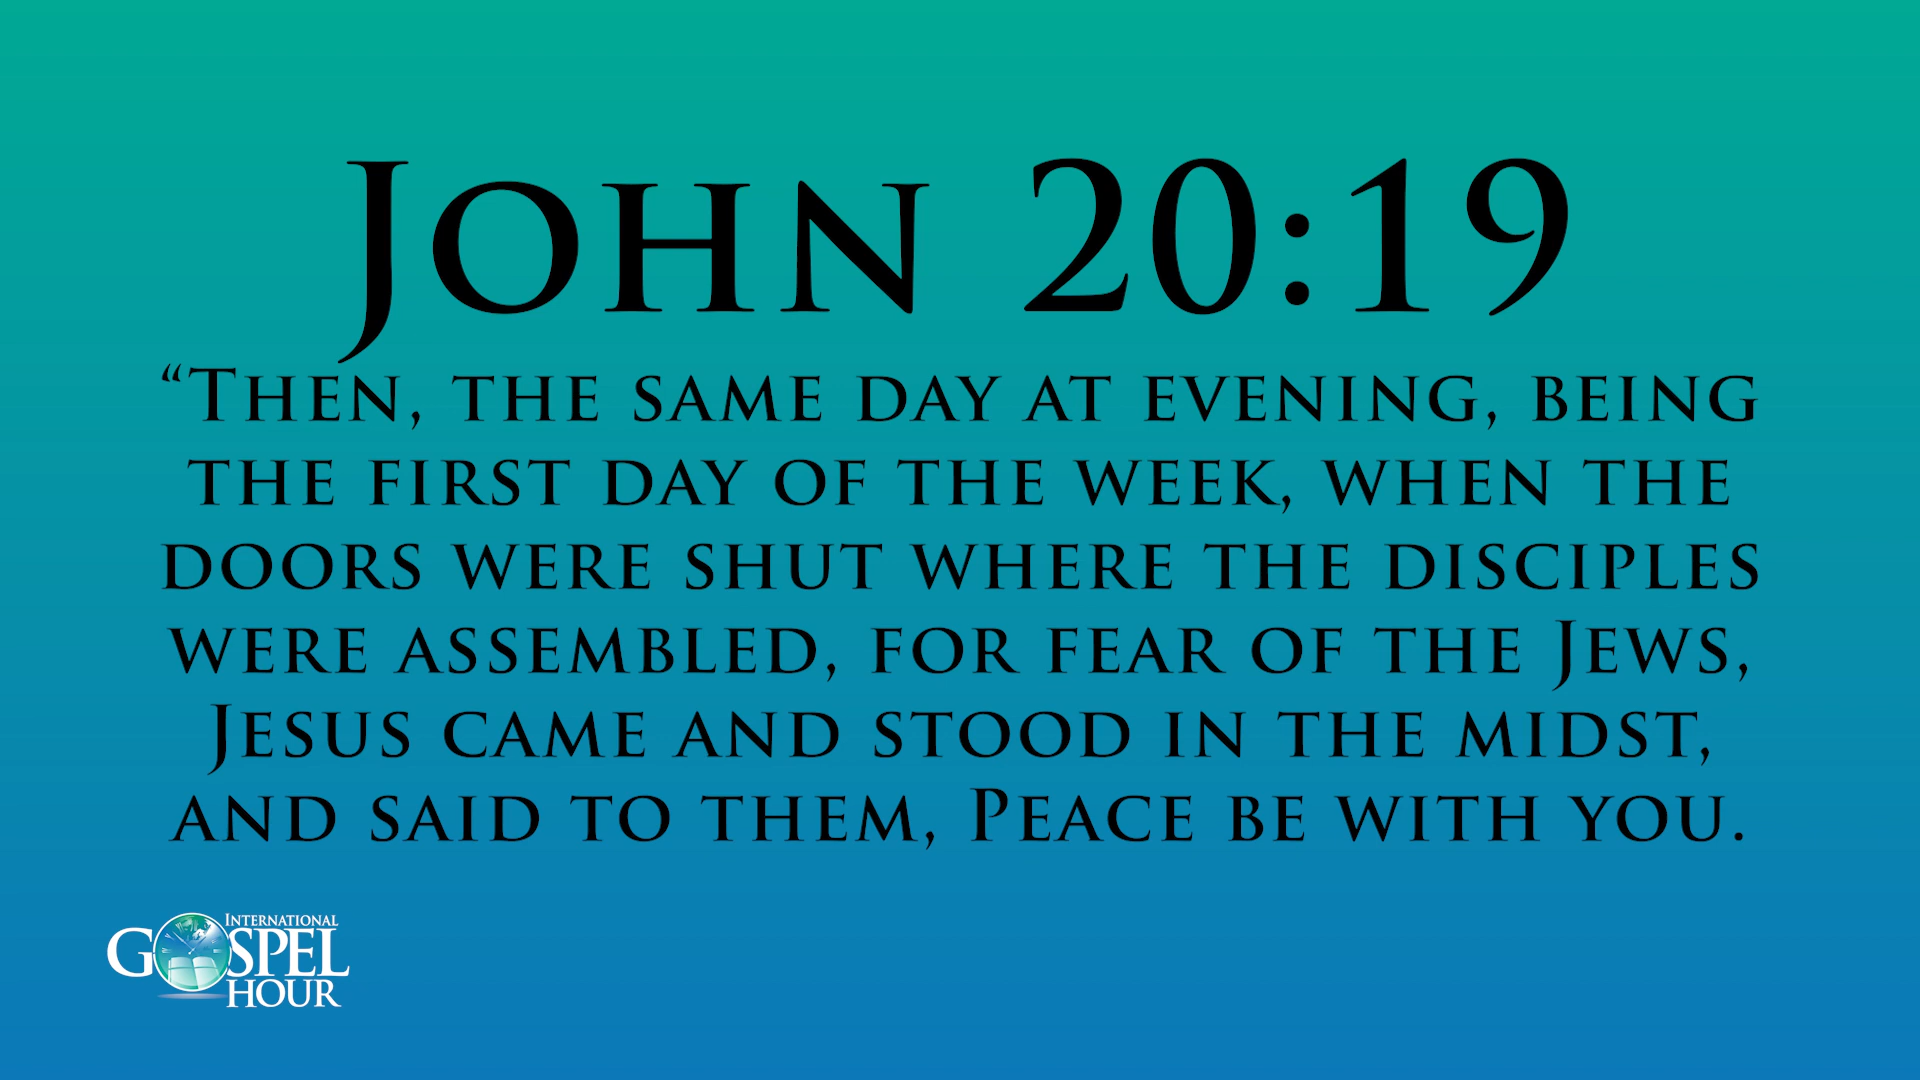 John 20:19
“Then, the same day at evening, being
the first day of the week, when the
doors were shut where the disciples
were assembled, for fear of the Jews,
Jesus came and stood in the midst,
and said to them, Peace be with you.
International
Gospel
Hour